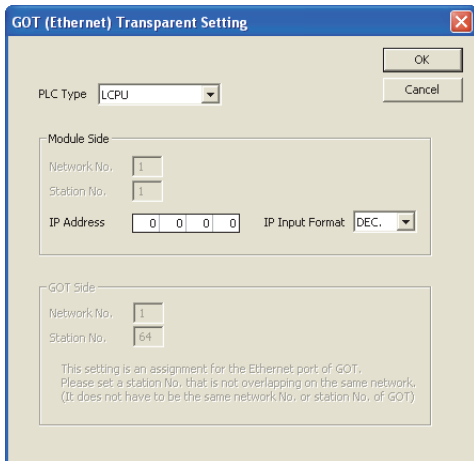 GOT (Ethernet) Transparent Setting
OK
PLC Type LCPU
Cancel
Module Side
Network No. 1
Station No. 1
IP Address 0 0 0 0 IP Input Format DEC.
GOT Side
Network No. 1
Station No. 64
This setting is an assignment for the Ethernet port of GOT.
Please set a station No. that is not overlapping on the same network.
(It does not have to be the same network No. or station No. of GOT)